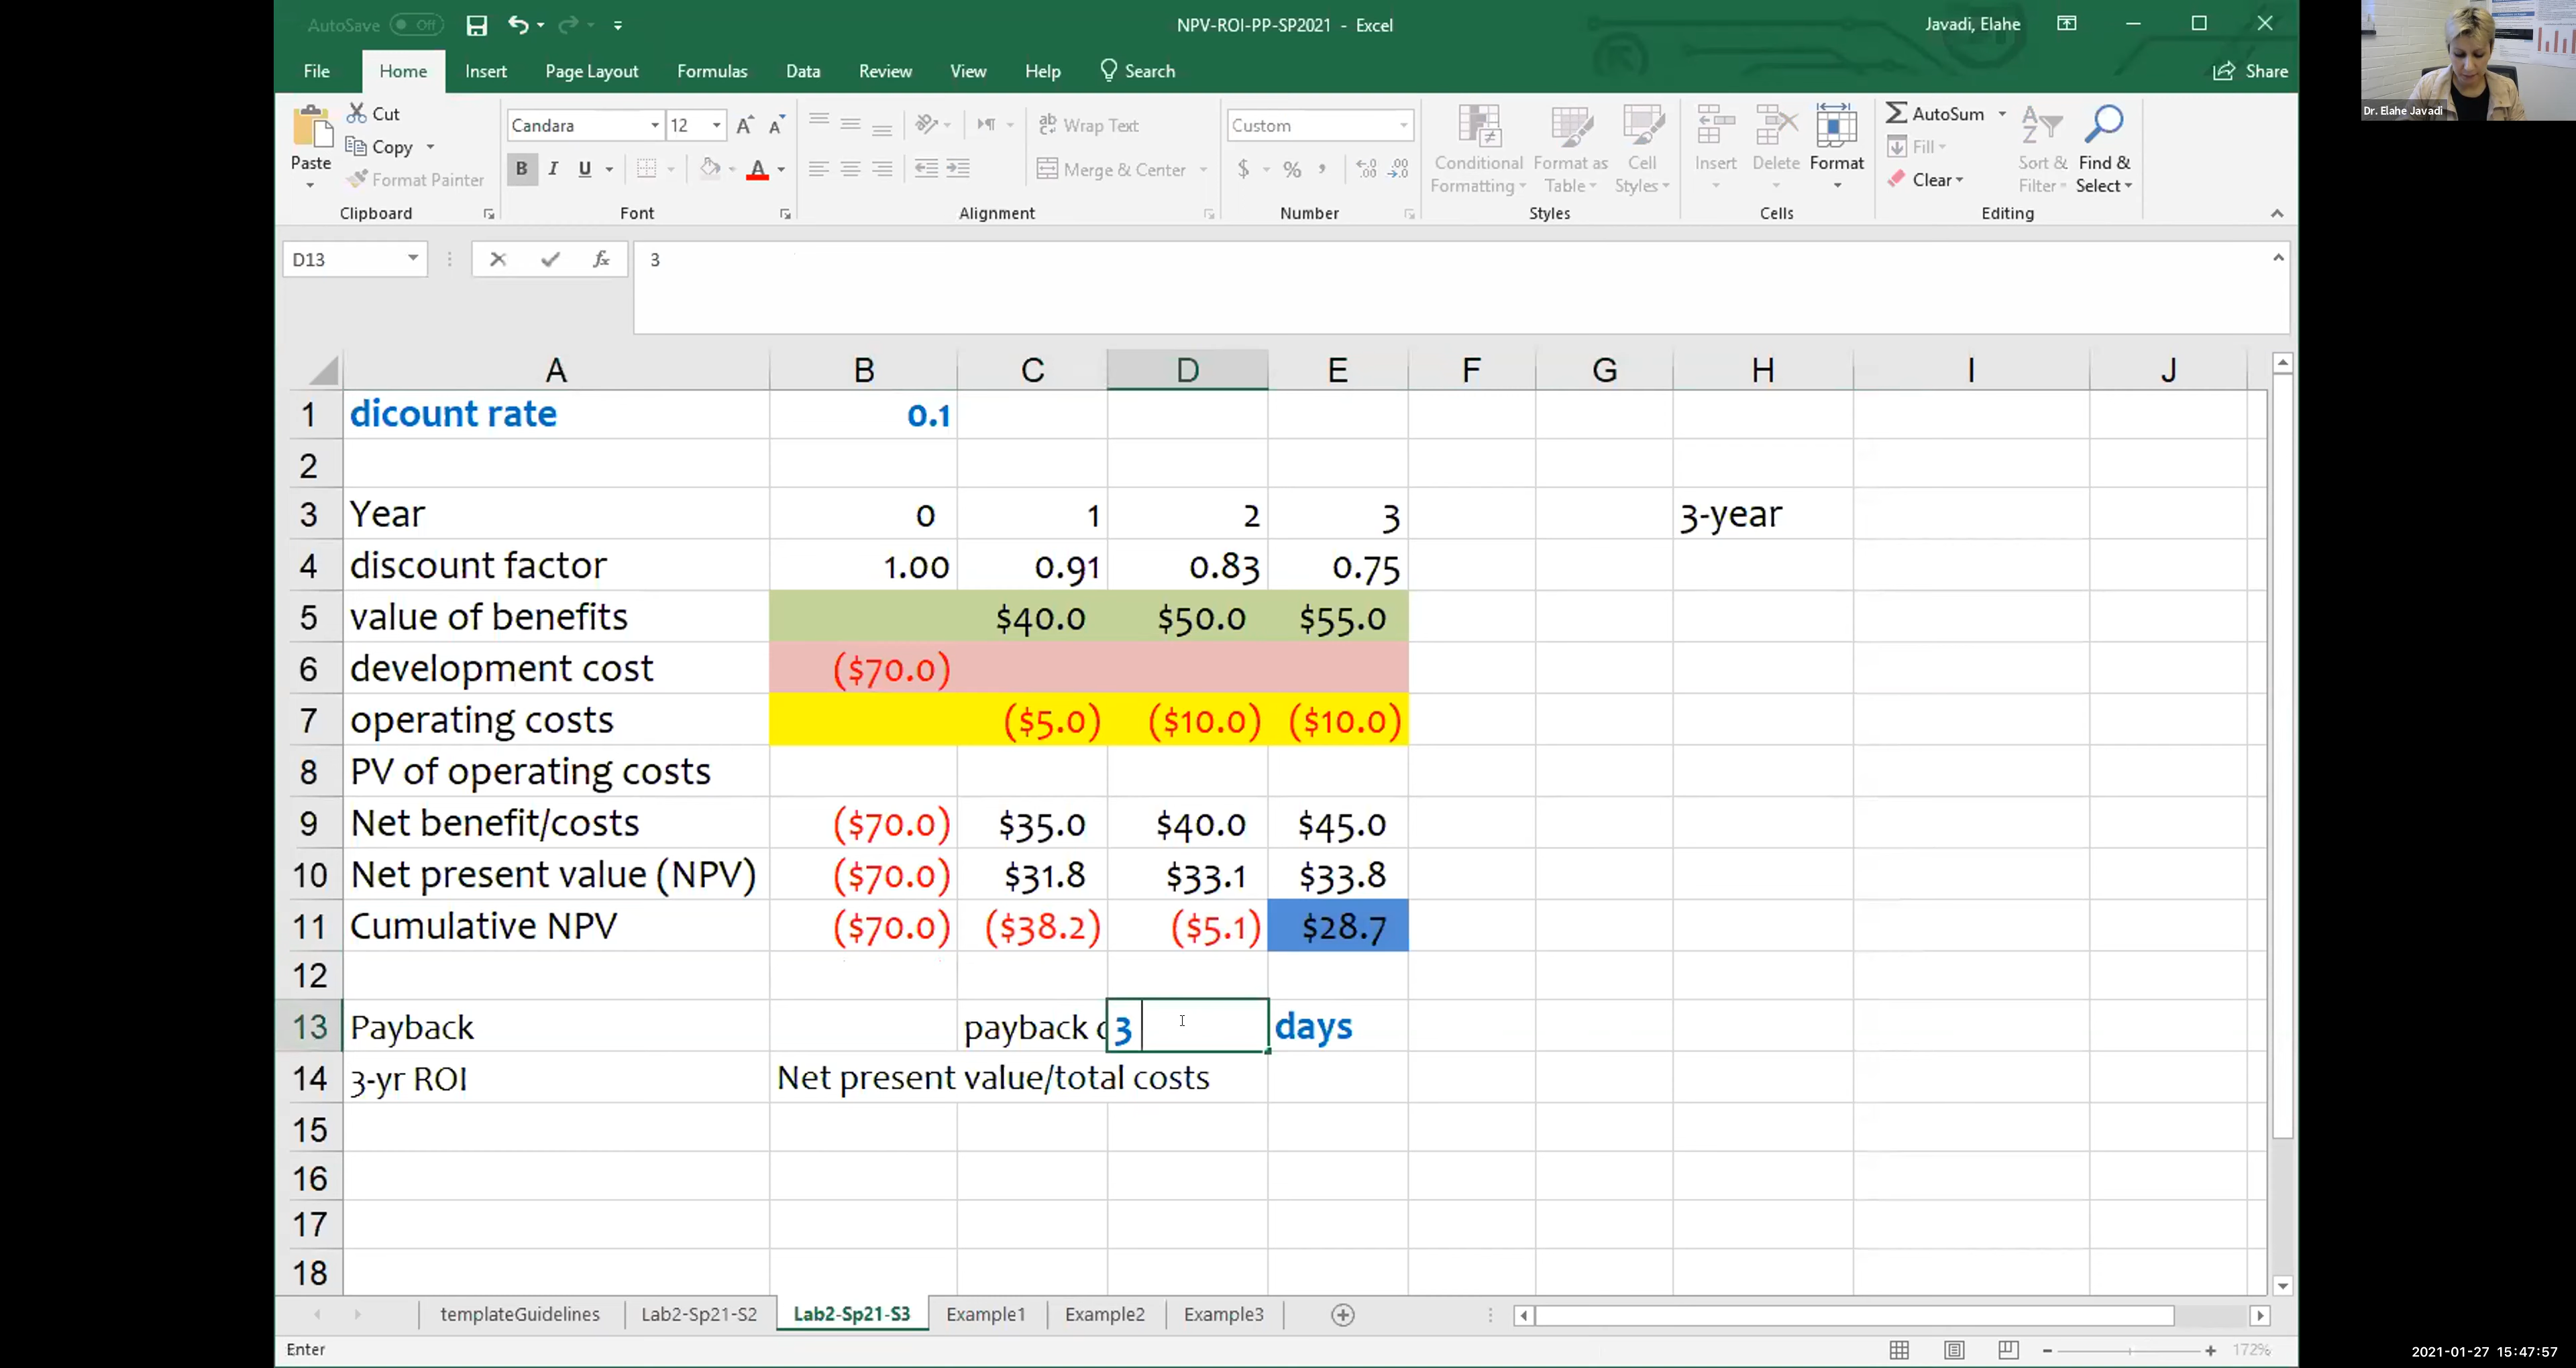 AutoSave Off
NPV-ROI-PP-SP2021 - Excel
Javadi, Elahe
File Home Insert Page Layout Formulas Data Review View Help Search Share
Paste Cut Copy Format Painter
Candara 12
B I U A
Wrap Text
Merge & Center
Custom
$ % ,
Conditional Formatting
Format as Table
Cell Styles
Insert Delete Format
AutoSum
Fill
Clear
Sort & Filter
Find & Select
Clipboard Font Alignment Number Styles Cells Editing
Dr. Elahe Javadi
D13 fx 3
A B C D E F G H I J
1 dicount rate 0.1
2
3 Year 0 1 2 3 3-year
4 discount factor 1.00 0.91 0.83 0.75
5 value of benefits $40.0 $50.0 $55.0
6 development cost ($70.0)
7 operating costs ($5.0) ($10.0) ($10.0)
8 PV of operating costs
9 Net benefit/costs ($70.0) $35.0 $40.0 $45.0
10 Net present value (NPV) ($70.0) $31.8 $33.1 $33.8
11 Cumulative NPV ($70.0) ($38.2) ($5.1) $28.7
12
13 Payback payback 3 days
14 3-yr ROI Net present value/total costs
15
16
17
18
templateGuidelines Lab2-Sp21-S2 Lab2-Sp21-S3 Example1 Example2 Example3
Enter
172%
2021-01-27 15:47:57